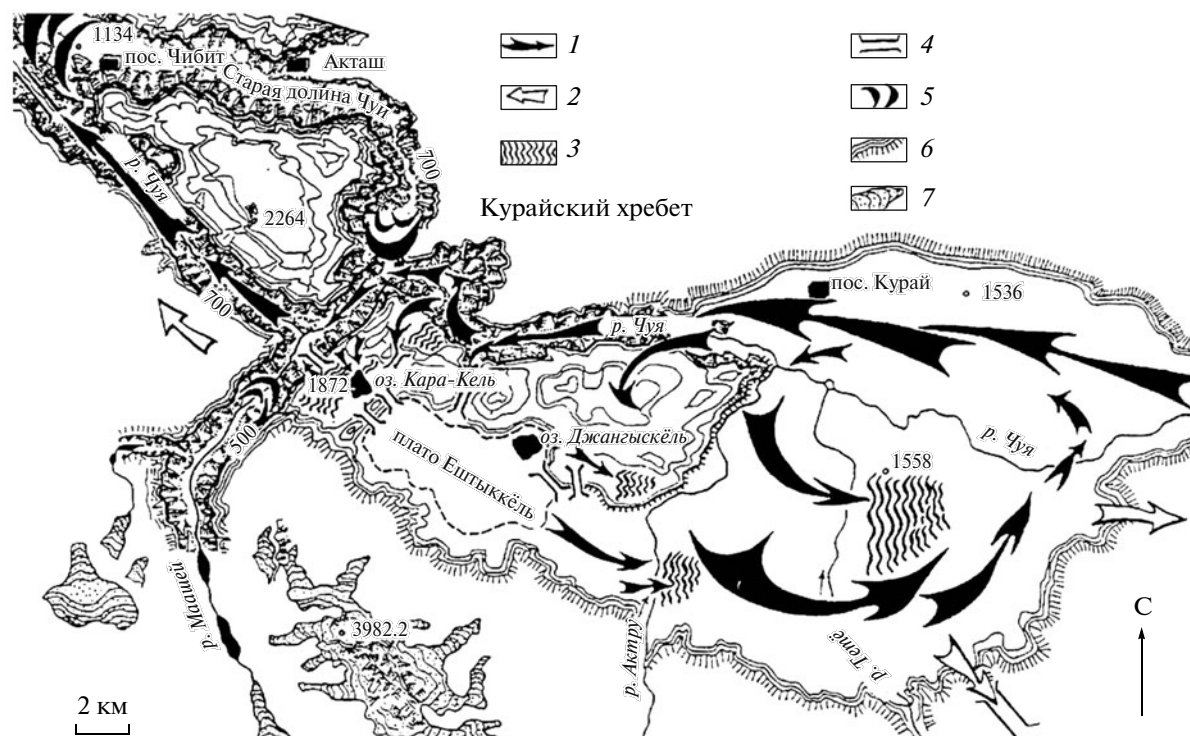 1134
пос. Чибит
Акташ
Старая долина Чуи
р. Чуя
700
2264
700
1
2
3
4
5
6
7
Курайский хребет
пос. Курай
1536
р. Чуя
1872
оз. Кара-Кель
500
оз. Джангыскёль
плато Ештыккёль
р. Чуя
1558
р. Маашей
3982.2
р. Актру
р. Тетё
С
2 км